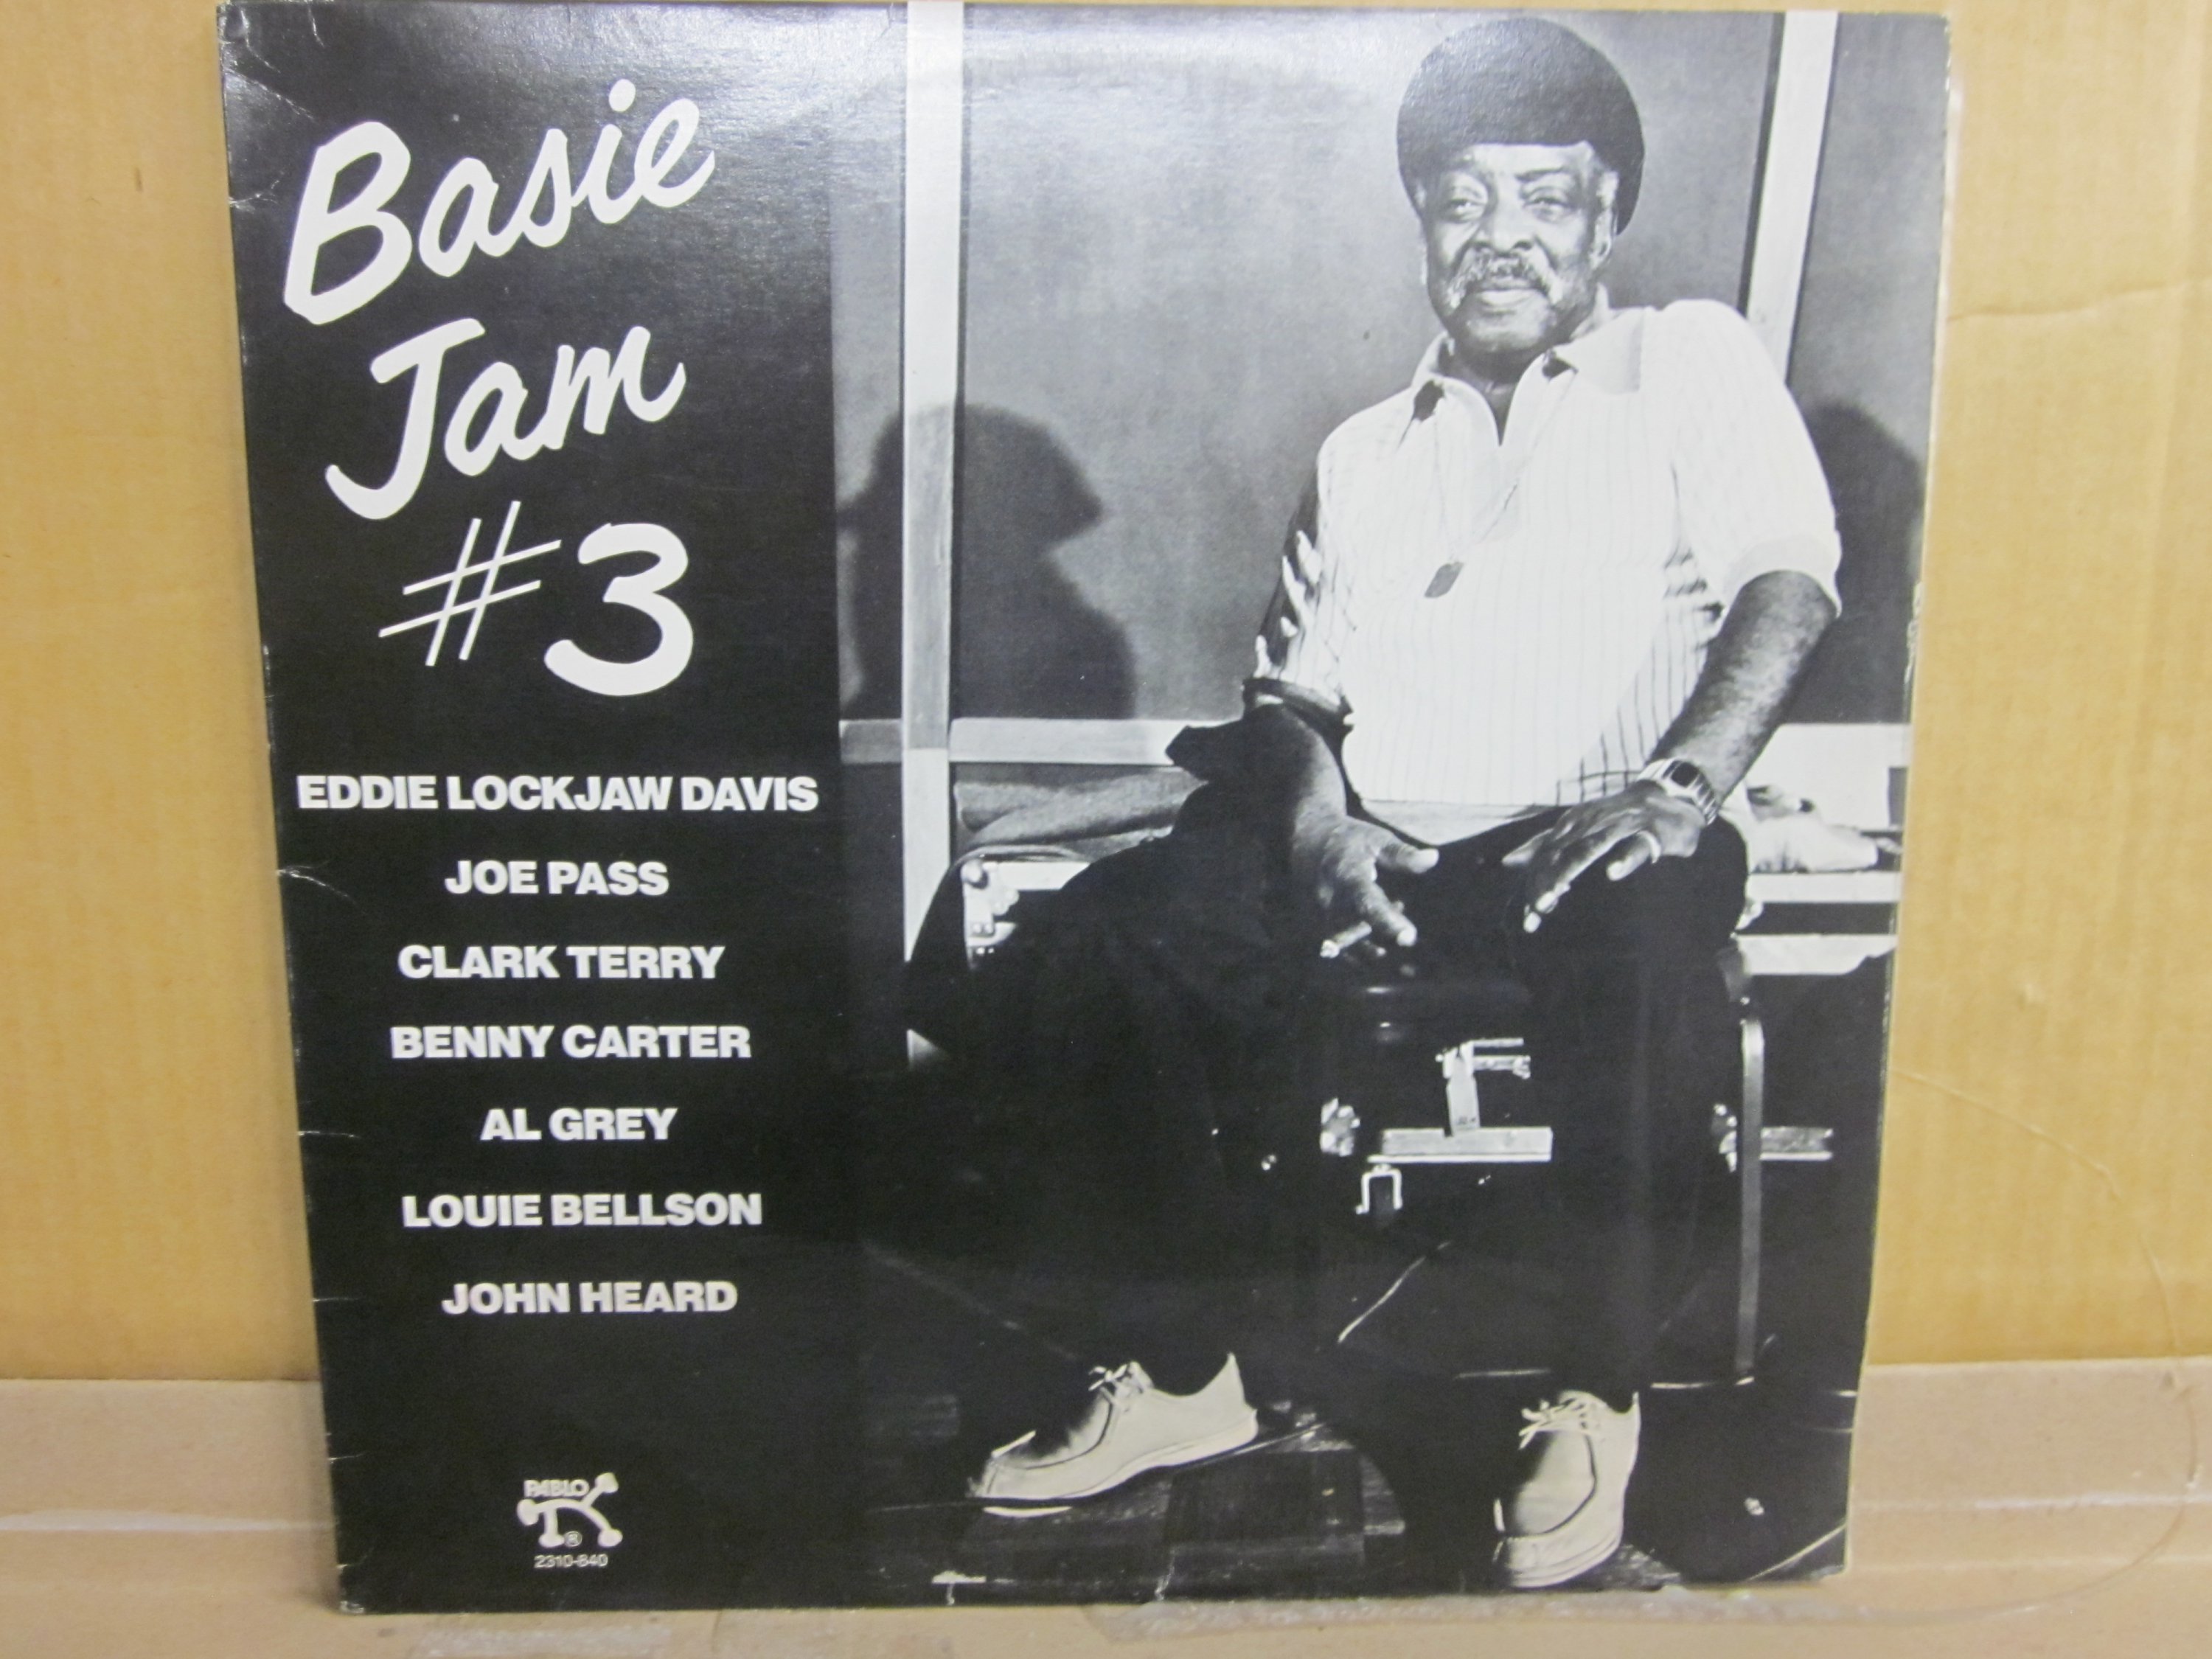 Basie
Jam
#3
EDDIE LOCKJAW DAVIS
JOE PASS
CLARK TERRY
BENNY CARTER
AL GREY
LOUIE BELLSON
JOHN HEARD
PABLO
®
2310-840